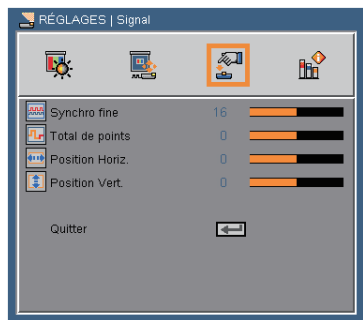 RÉGLAGES | Signal
Synchro fine 16
Total de points 0
Position Horiz. 0
Position Vert. 0
Quitter